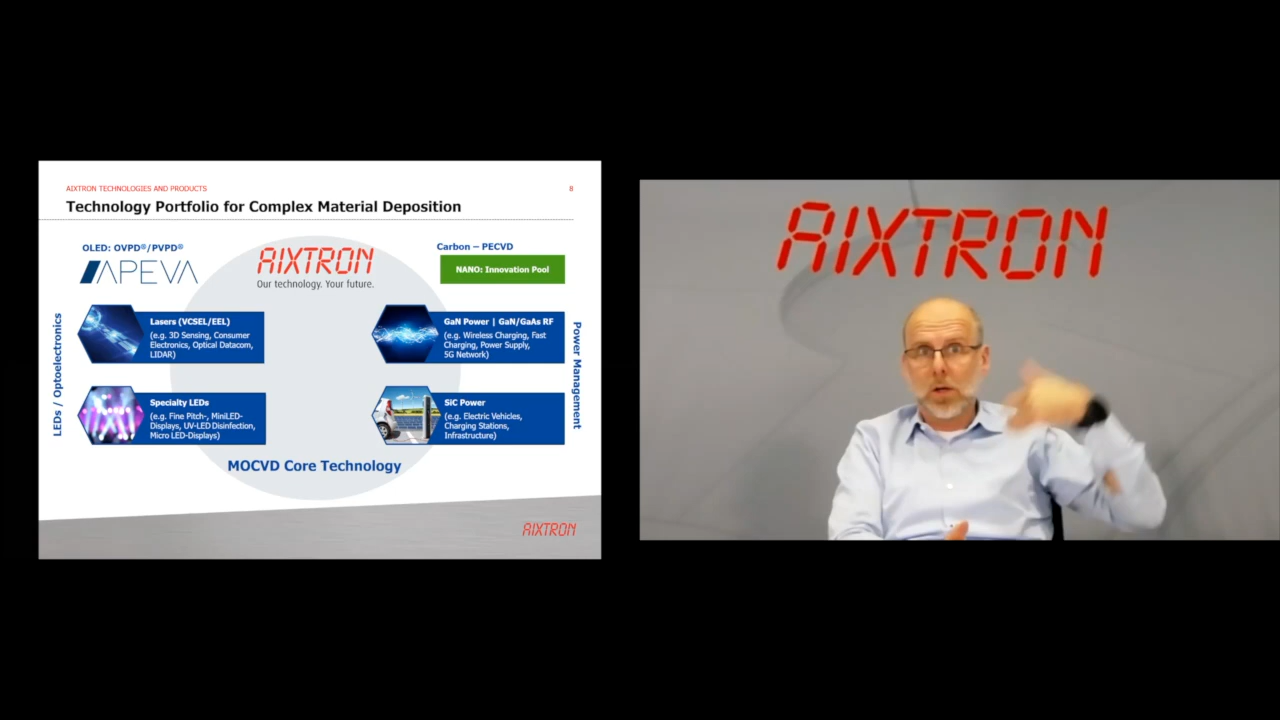 AIXTRON TECHNOLOGIES AND PRODUCTS
8
Technology Portfolio for Complex Material Deposition
OLED: OVPD®/PVPD®
APEVA
AIXTRON
Our technology. Your future.
Carbon – PECVD
NANO: Innovation Pool
LEDs / Optoelectronics
Lasers (VCSEL/EEL)
(e.g. 3D Sensing, Consumer
Electronics, Optical Datacom,
LIDAR)
GaN Power | GaN/GaAs RF
(e.g. Wireless Charging, Fast
Charging, Power Supply,
5G Network)
Power Management
Specialty LEDs
(e.g. Fine Pitch-, MiniLED-
Displays, UV-LED Disinfection,
Micro LED-Displays)
SiC Power
(e.g. Electric Vehicles,
Charging Stations,
Infrastructure)
MOCVD Core Technology
AIXTRON
AIXTRON